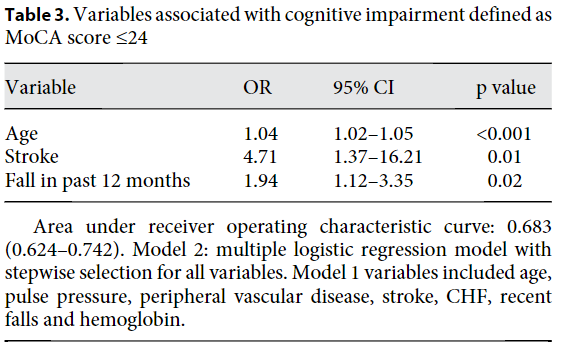 Table 3. Variables associated with cognitive impairment defined as
MoCA score ≤24
Variable OR 95% CI p value
Age 1.04 1.02–1.05 <0.001
Stroke 4.71 1.37–16.21 0.01
Fall in past 12 months 1.94 1.12–3.35 0.02
Area under receiver operating characteristic curve: 0.683
(0.624–0.742). Model 2: multiple logistic regression model with
stepwise selection for all variables. Model 1 variables included age,
pulse pressure, peripheral vascular disease, stroke, CHF, recent
falls and hemoglobin.